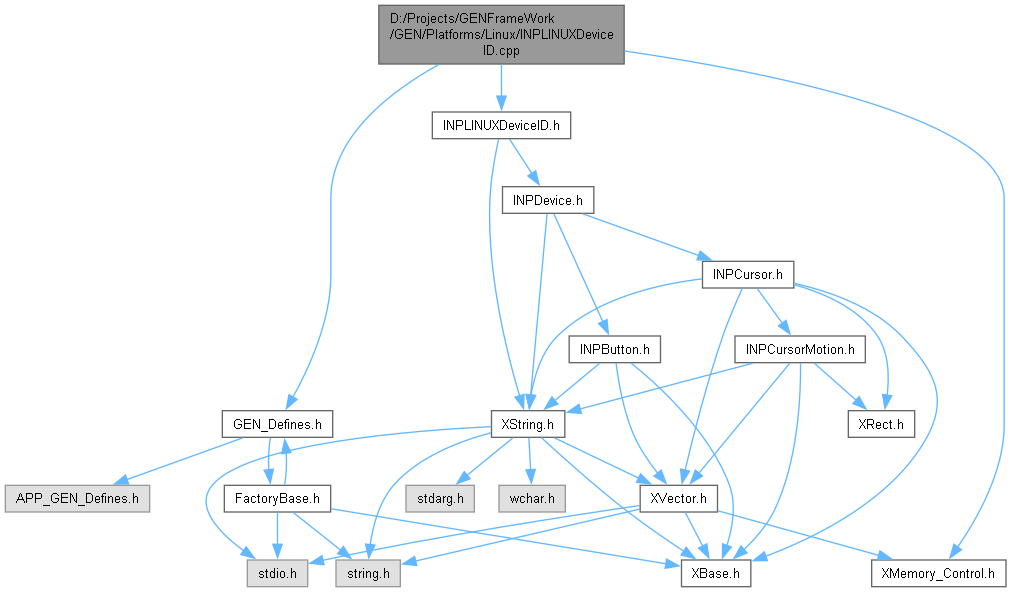 D:/Projects/GENFrameWork
/GEN/Platforms/Linux/INPLINUXDevice
ID.cpp
INPLINUXDeviceID.h
INPDevice.h
INPCursor.h
INPButton.h
INPCursorMotion.h
GEN_Defines.h
XString.h
XRect.h
APP_GEN_Defines.h
FactoryBase.h
stdarg.h
wchar.h
XVector.h
stdio.h
string.h
XBase.h
XMemory_Control.h